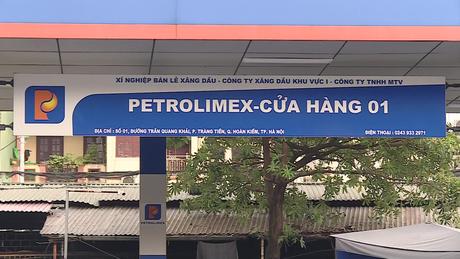 XÍ NGHIỆP BÁN LẺ XĂNG DẦU - CÔNG TY XĂNG DẦU KHU VỰC I - CÔNG TY TNHH MTV
PETROLIMEX-CỬA HÀNG 01
ĐỊA CHỈ : SỐ 01, ĐƯỜNG TRẦN QUANG KHẢI, P. TRÀNG TIỀN, Q. HOÀN KIẾM, TP. HÀ NỘI
ĐIỆN THOẠI : 0243 933 2971
PETROLIMEX